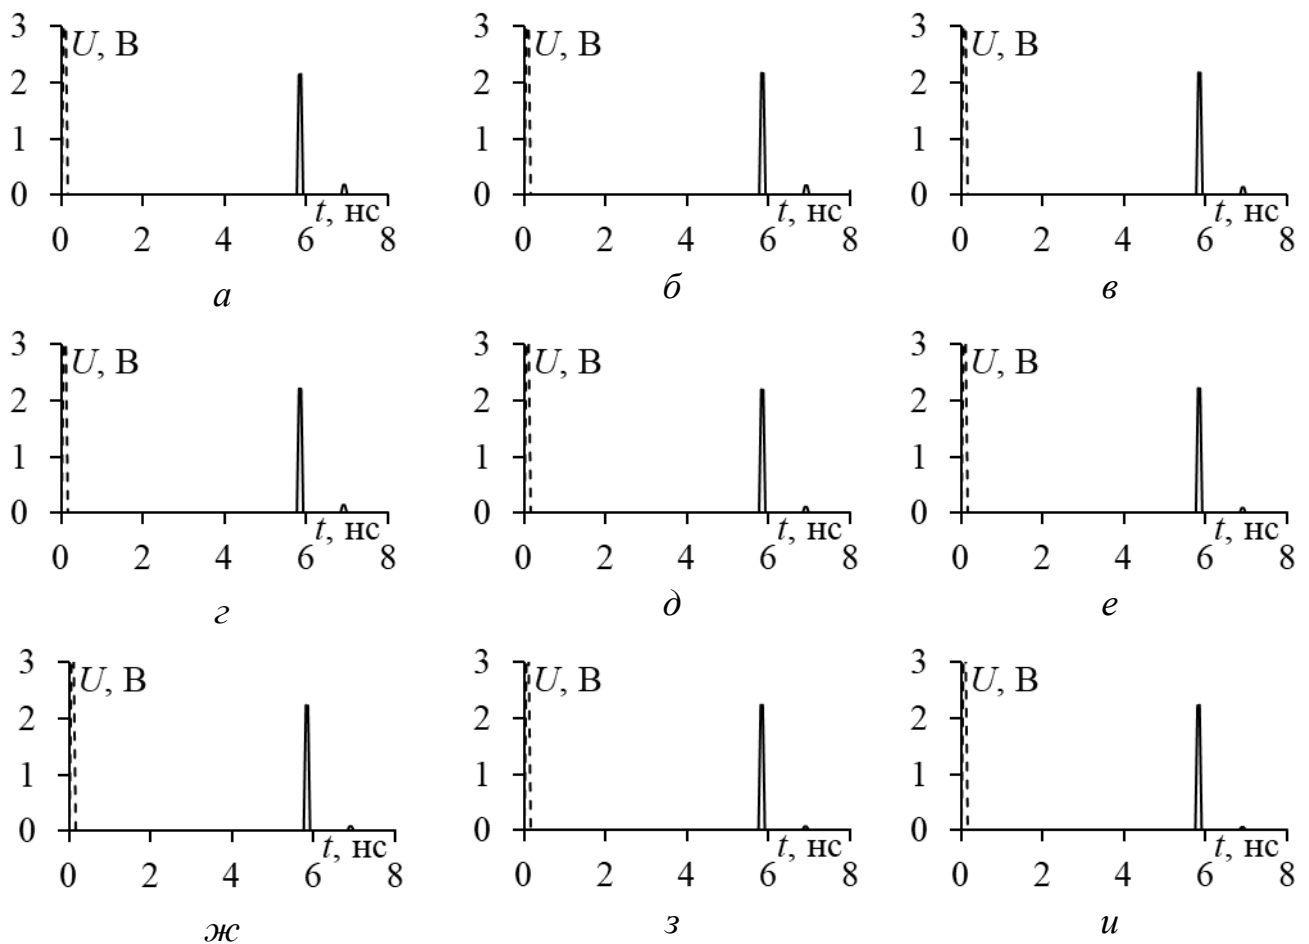 3 U, В 3 U, В 3 U, В
2 2 2
1 1 1
0 t, нс 0 t, нс 0 t, нс
0 2 4 6 8 0 2 4 6 8 0 2 4 6 8
а б в
3 U, В 3 U, В 3 U, В
2 2 2
1 1 1
0 t, нс 0 t, нс 0 t, нс
0 2 4 6 8 0 2 4 6 8 0 2 4 6 8
г д е
3 U, В 3 U, В 3 U, В
2 2 2
1 1 1
0 t, нс 0 t, нс 0 t, нс
0 2 4 6 8 0 2 4 6 8 0 2 4 6 8
ж з и